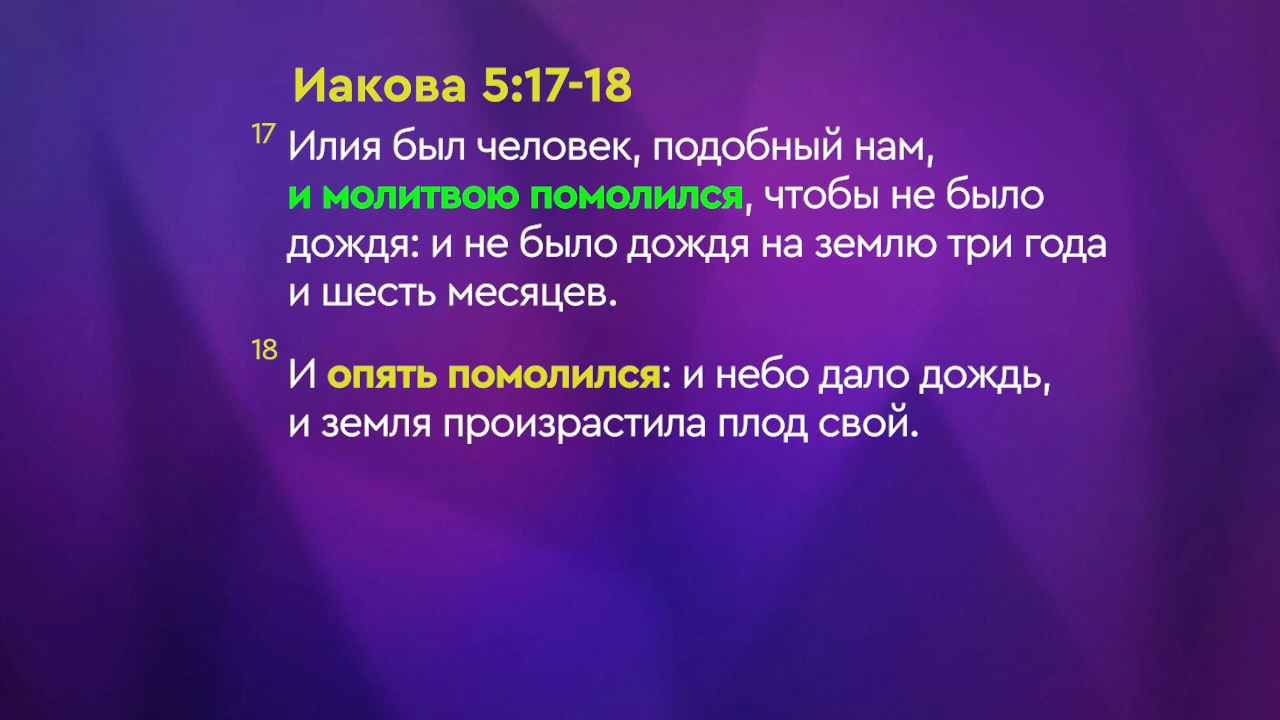 Иакова 5:17-18
17 Илия был человек, подобный нам,
и молитвою помолился, чтобы не было
дождя: и не было дождя на землю три года
и шесть месяцев.
18 И опять помолился: и небо дало дождь,
и земля произрастила плод свой.